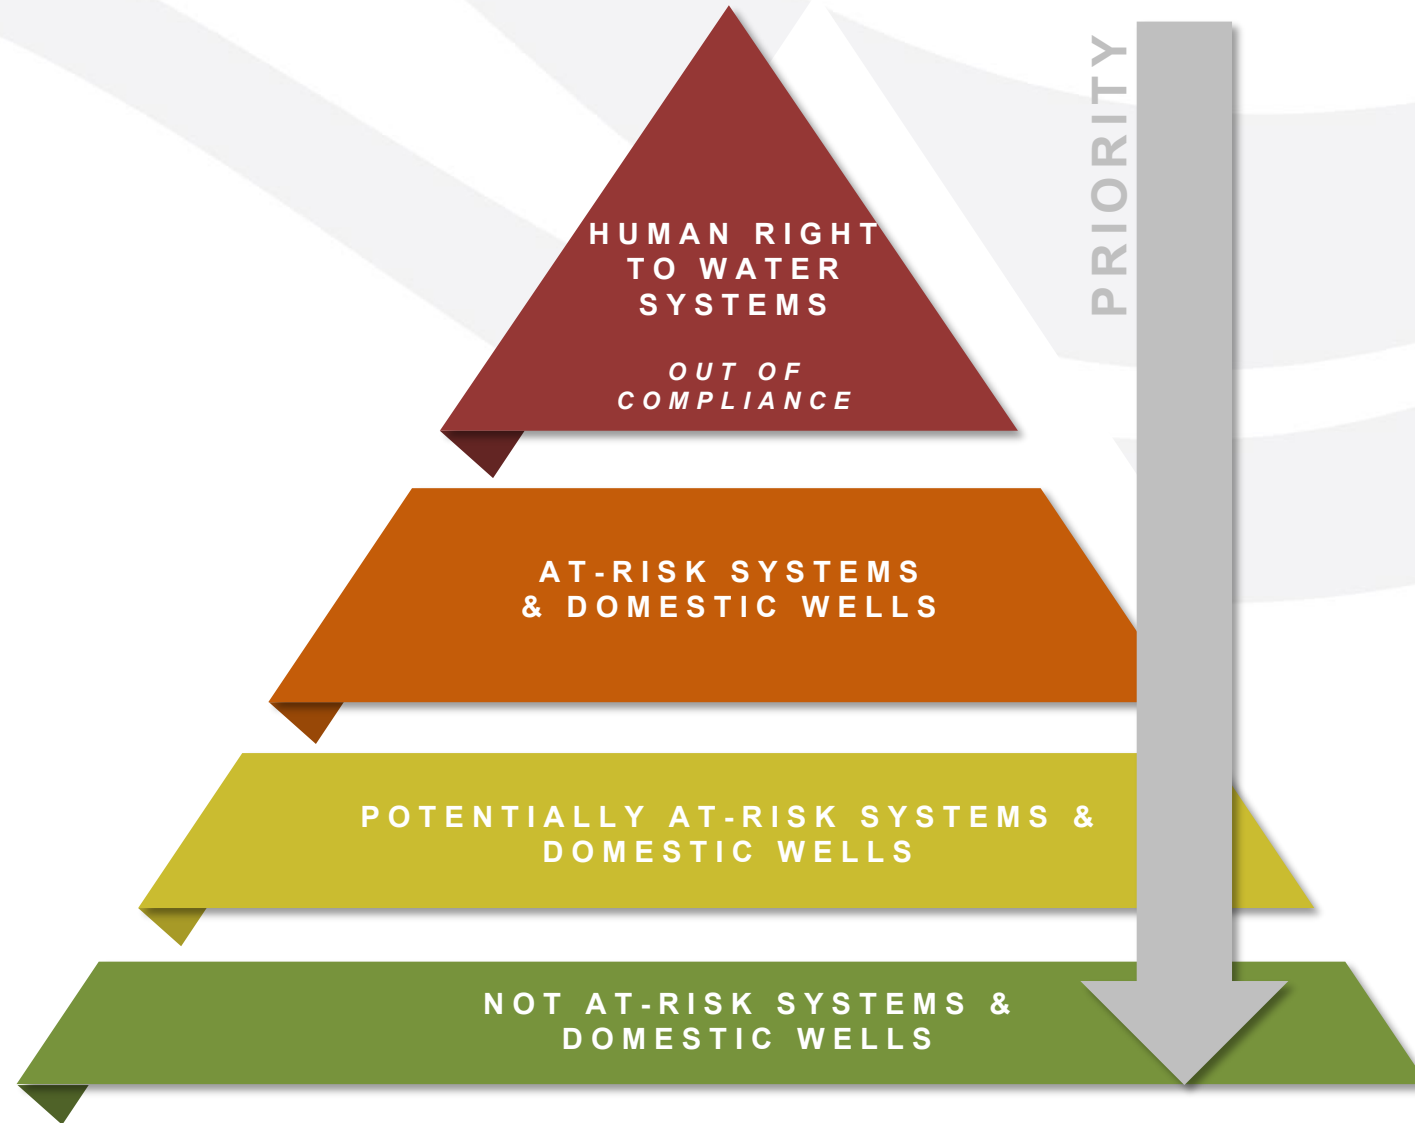 PRIORITY
HUMAN RIGHT
TO WATER
SYSTEMS
OUT OF
COMPLIANCE
AT-RISK SYSTEMS
& DOMESTIC WELLS
POTENTIALLY AT-RISK SYSTEMS &
DOMESTIC WELLS
NOT AT-RISK SYSTEMS &
DOMESTIC WELLS